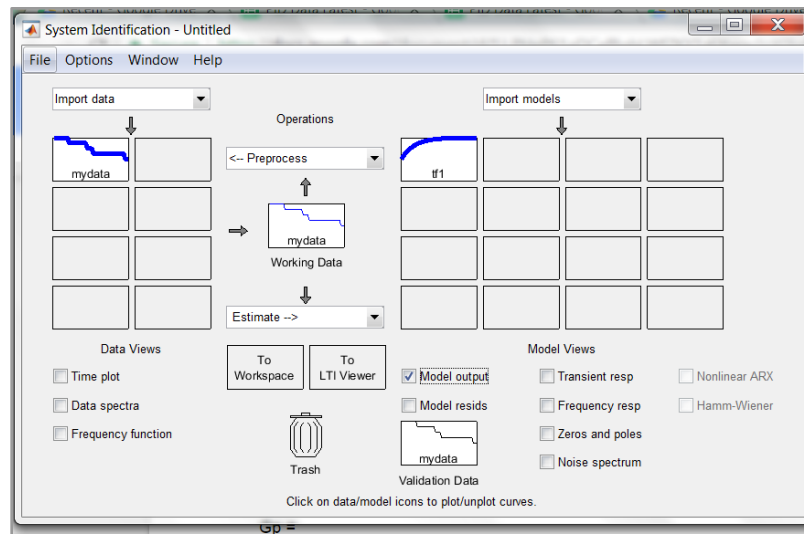 System Identification - Untitled
File Options Window Help
Import data
Import models
Operations
mydata
<-- Preprocess
tf1
mydata
Working Data
Estimate -->
Data Views
To Workspace
To LTI Viewer
Model Views
Time plot
Model output
Transient resp
Nonlinear ARX
Data spectra
Model resids
Frequency resp
Hamm-Wiener
Frequency function
Zeros and poles
Trash
mydata
Noise spectrum
Validation Data
Click on data/model icons to plot/unplot curves.
Gp =